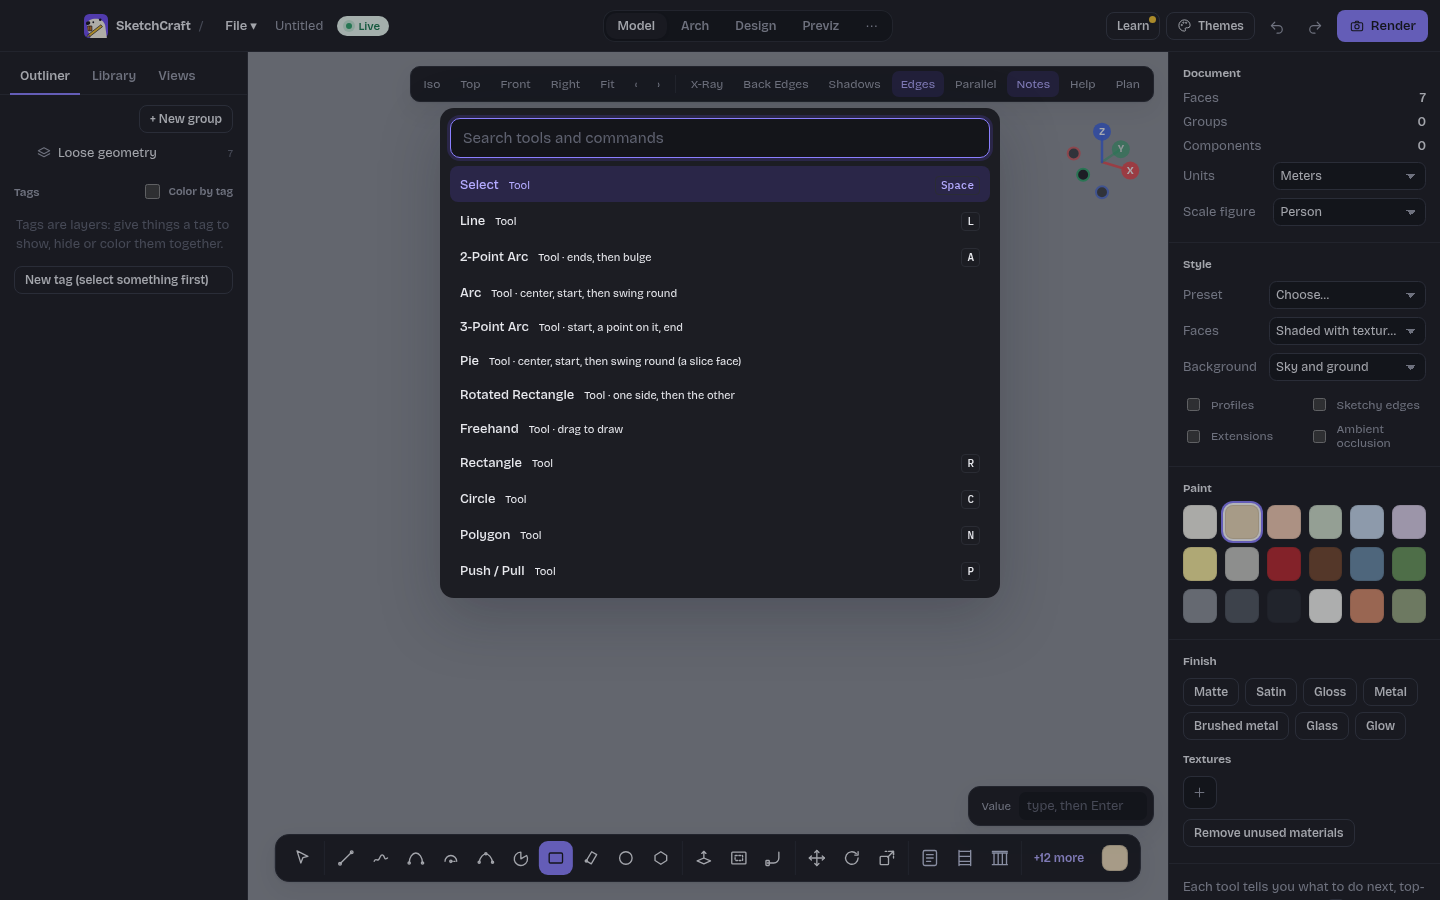 SketchCraft / File ▾ Untitled Live Model Arch Design Previz ··· Learn Themes Render
Outliner Library Views
+ New group
Loose geometry 7
Tags Color by tag
Tags are layers: give things a tag to
show, hide or color them together.
New tag (select something first)
Iso Top Front Right Fit ‹ › X-Ray Back Edges Shadows Edges Parallel Notes Help Plan
Search tools and commands
Select Tool Space
Line Tool L
2-Point Arc Tool · ends, then bulge A
Arc Tool · center, start, then swing round
3-Point Arc Tool · start, a point on it, end
Pie Tool · center, start, then swing round (a slice face)
Rotated Rectangle Tool · one side, then the other
Freehand Tool · drag to draw
Rectangle Tool R
Circle Tool C
Polygon Tool N
Push / Pull Tool P
Z
Y
X
Value type, then Enter
+12 more
Document
Faces 7
Groups 0
Components 0
Units Meters
Scale figure Person
Style
Preset Choose...
Faces Shaded with textur...
Background Sky and ground
Profiles Sketchy edges
Extensions Ambient
occlusion
Paint
Finish
Matte Satin Gloss Metal
Brushed metal Glass Glow
Textures
+
Remove unused materials
Each tool tells you what to do next, top-